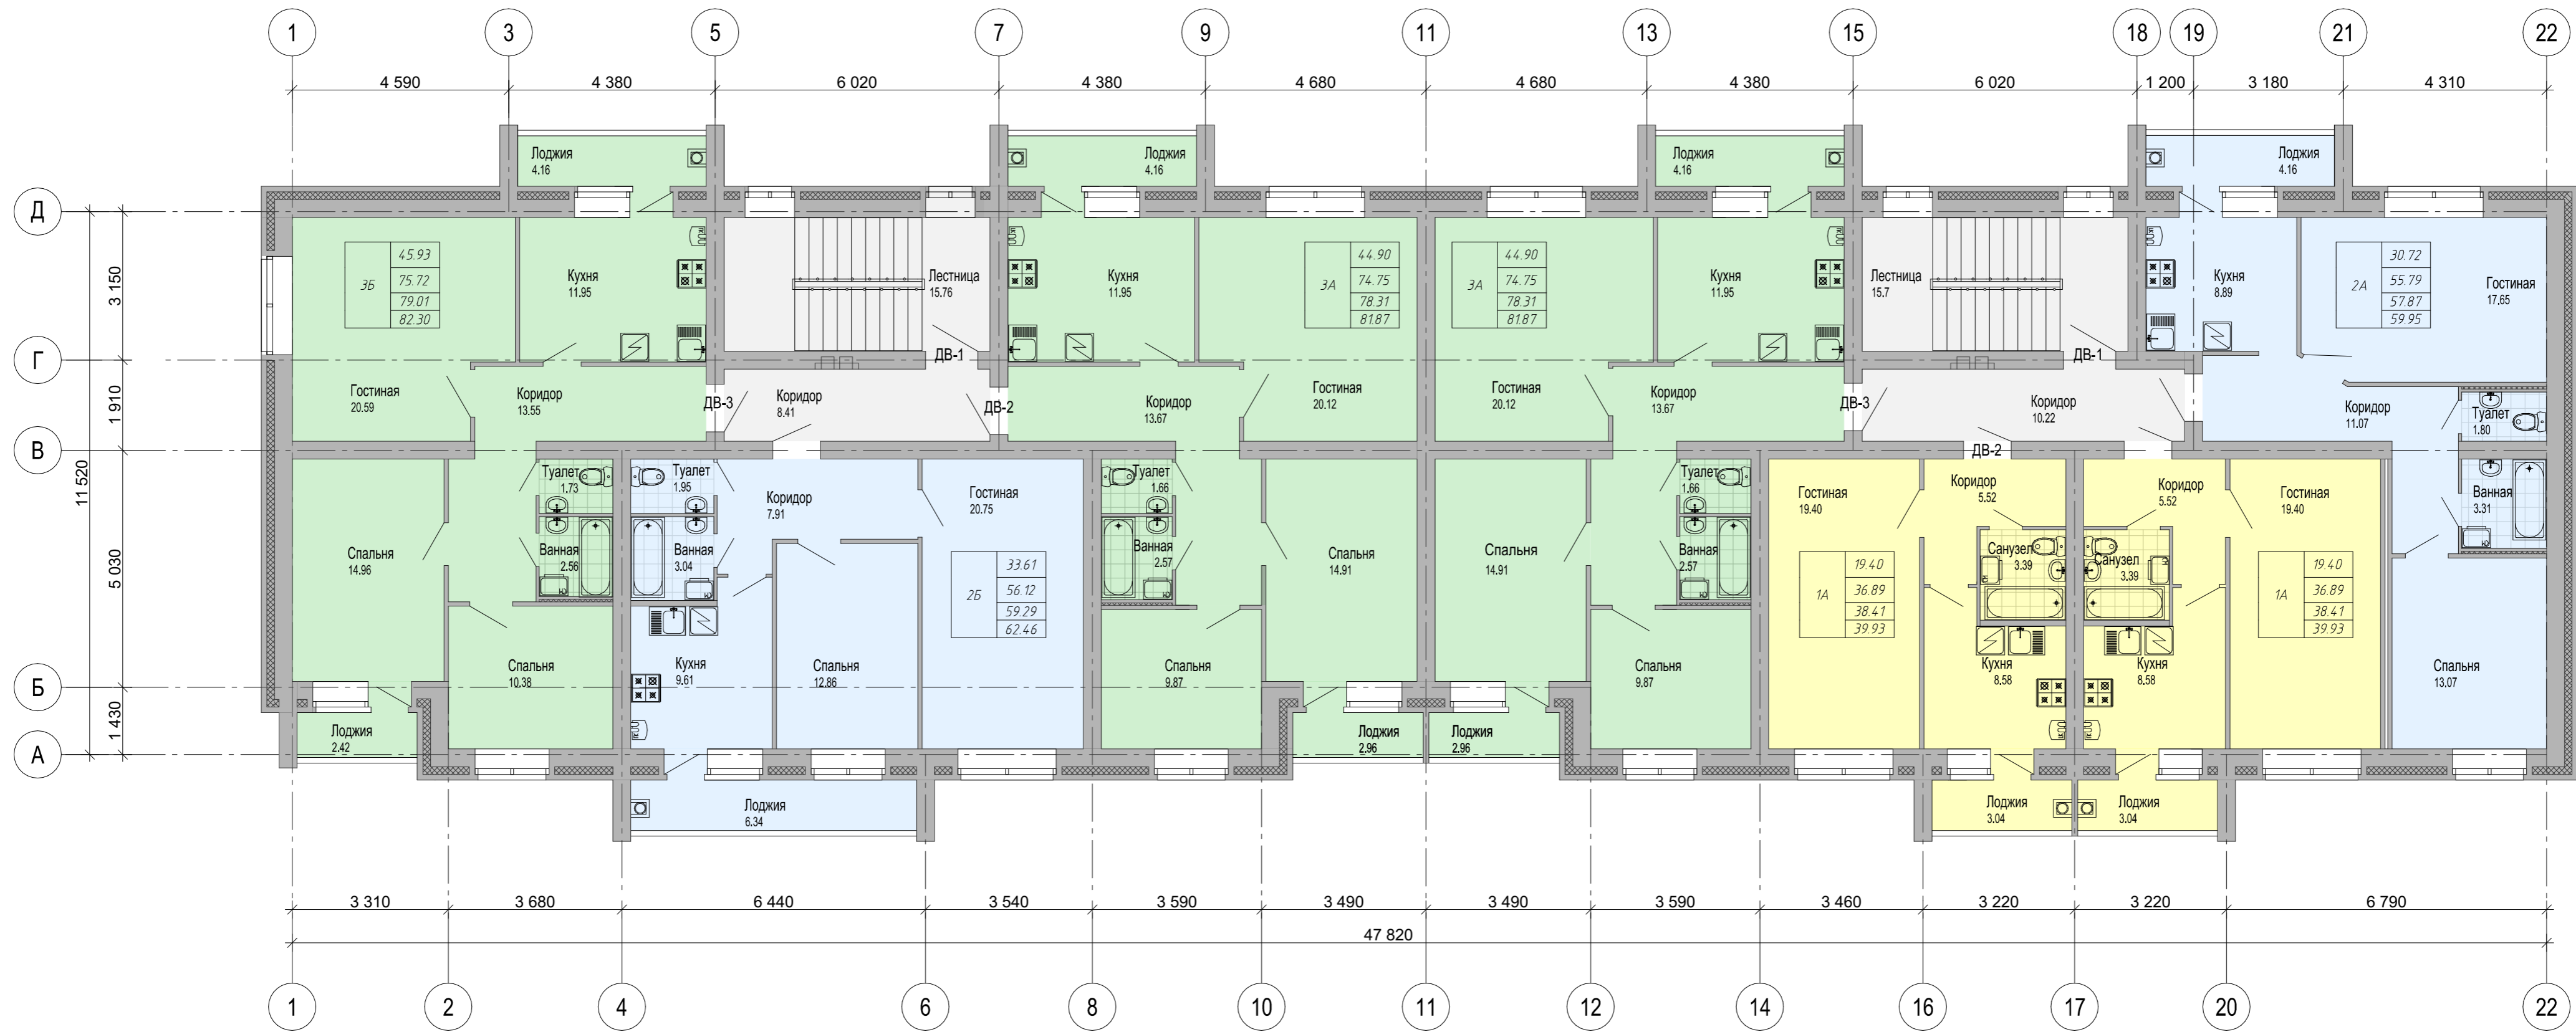 1 3 5 7 9 11 13 15 18 19 21 22
4 590 4 380 6 020 4 380 4 680 4 680 4 380 6 020 1 200 3 180 4 310
Лоджия Лоджия Лоджия Лоджия
4.16 4.16 4.16 4.16
Д
3Б
45.93
75.72
79.01
82.30
Кухня
11.95
Лестница
15.76
Кухня
11.95
3А
44.90
74.75
78.31
81.87
3А
44.90
74.75
78.31
81.87
Кухня
11.95
Лестница
15.7
Кухня
8.89
2А
30.72
55.79
57.87
59.95
Гостиная
17.65
3 150
ДВ-1 ДВ-1
Г
Гостиная
20.59
Коридор
13.55
ДВ-3
Коридор
8.41
ДВ-2
Коридор
13.67
Гостиная
20.12
Гостиная
20.12
Коридор
13.67
ДВ-3
Коридор
10.22
Коридор
11.07
Туалет
1.80
1 910
В
ДВ-2
11 520
5 030
Спальня
14.96
Туалет
1.73
Ванная
2.56
Туалет
1.95
Ванная
3.04
Коридор
7.91
Гостиная
20.75
2Б
33.61
56.12
59.29
62.46
Туалет
1.66
Ванная
2.57
Спальня
14.91
Спальня
14.91
Туалет
1.66
Ванная
2.57
Гостиная
19.40
1А
19.40
36.89
38.41
39.93
Коридор
5.52
Санузел
3.39
Коридор
5.52
Санузел
3.39
Гостиная
19.40
1А
19.40
36.89
38.41
39.93
Ванная
3.31
Спальня
10.38
Кухня
9.61
Спальня
12.86
Спальня
9.87
Спальня
9.87
Кухня
8.58
Кухня
8.58
Спальня
13.07
Б
1 430
Лоджия
2.42
Лоджия
2.96
Лоджия
2.96
А
Лоджия
6.34
Лоджия
3.04
Лоджия
3.04
3 310 3 680 6 440 3 540 3 590 3 490 3 490 3 590 3 460 3 220 3 220 6 790
47 820
1 2 4 6 8 10 11 12 14 16 17 20 22